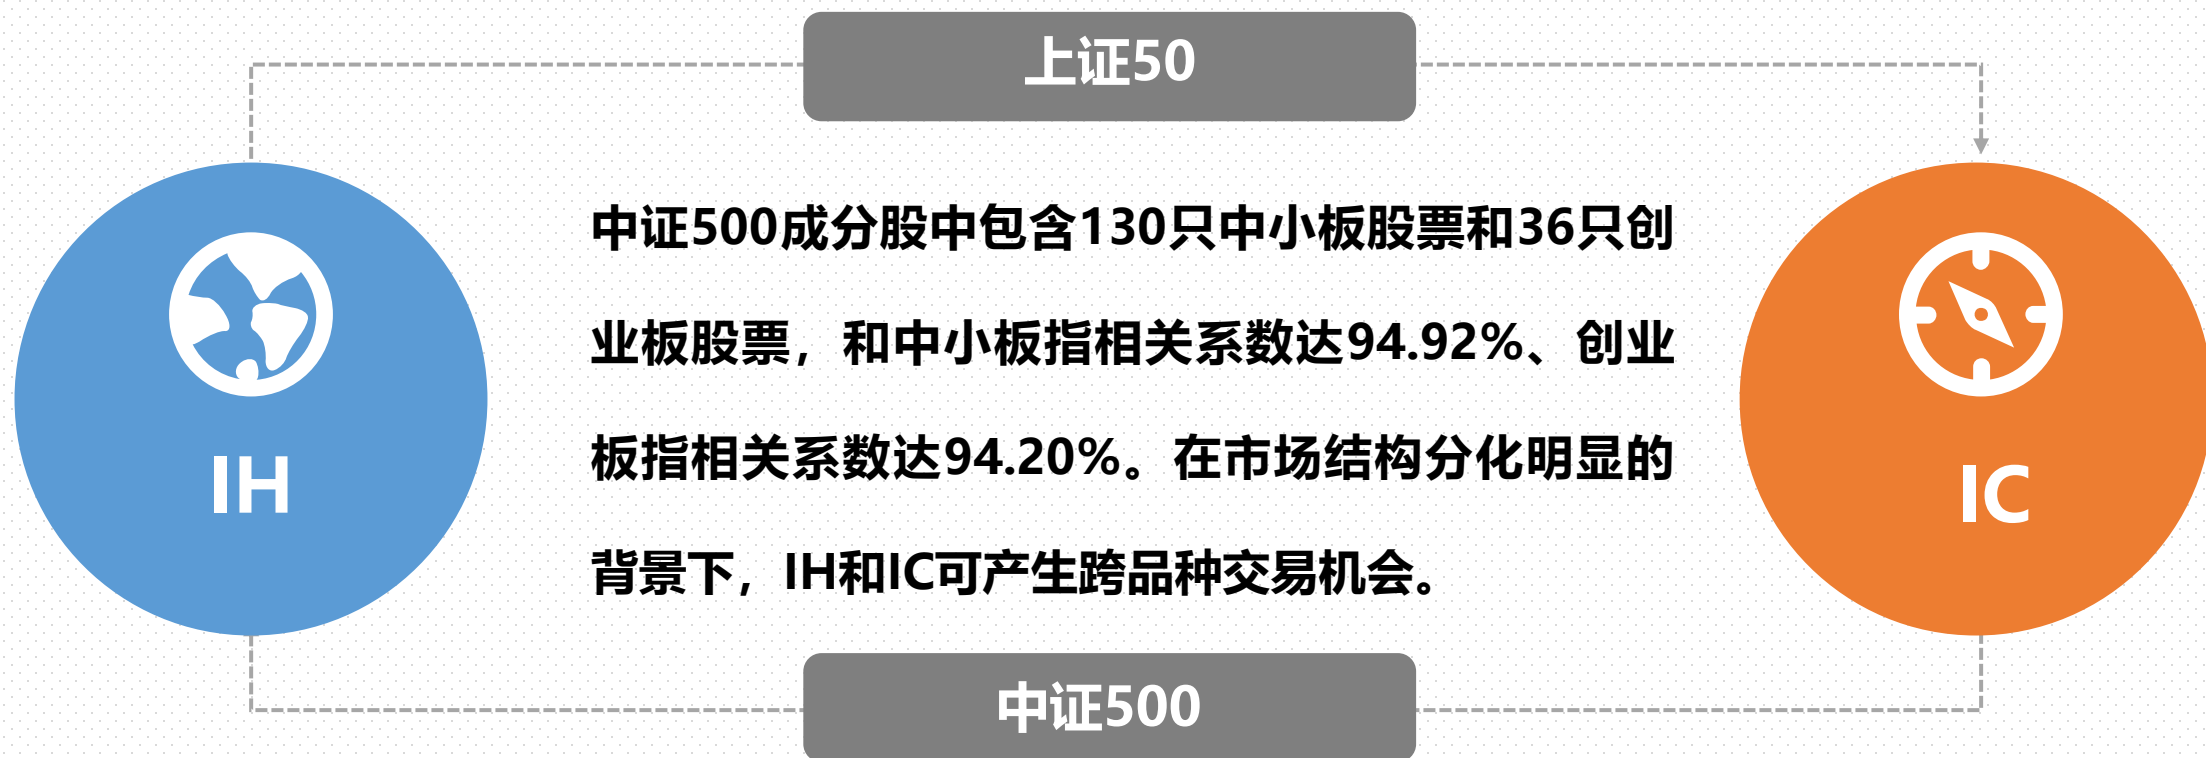 上证50
中证500成分股中包含130只中小板股票和36只创
业板股票，和中小板指相关系数达94.92%、创业
板指相关系数达94.20%。在市场结构分化明显的
背景下，IH和IC可产生跨品种交易机会。
IH
IC
中证500